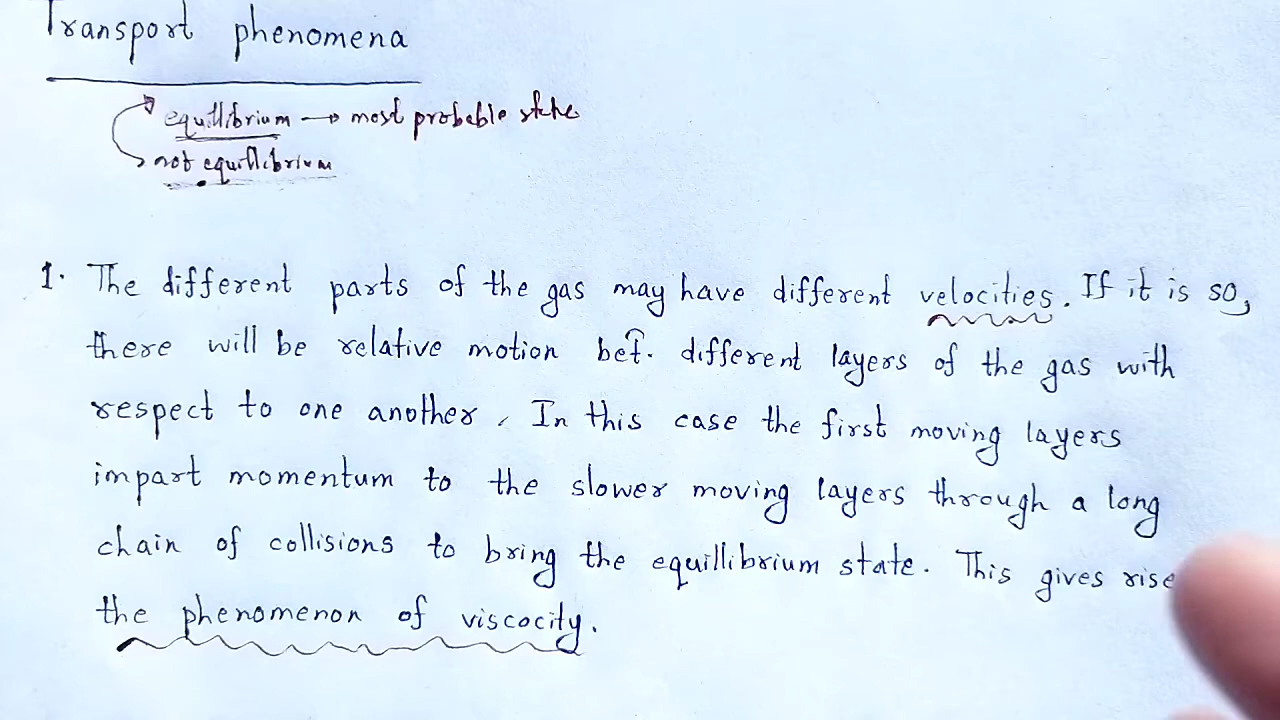 Transport phenomena
equillibrium → most probable state
not equillibrium
1. The different parts of the gas may have different velocities. If it is so,
there will be relative motion bet. different layers of the gas with
respect to one another. In this case the first moving layers
impart momentum to the slower moving layers through a long
chain of collisions to bring the equillibrium state. This gives rise
the phenomenon of viscocity.